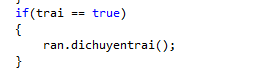 }
if(trai == true)
{
ran.dichuyentrai();
}